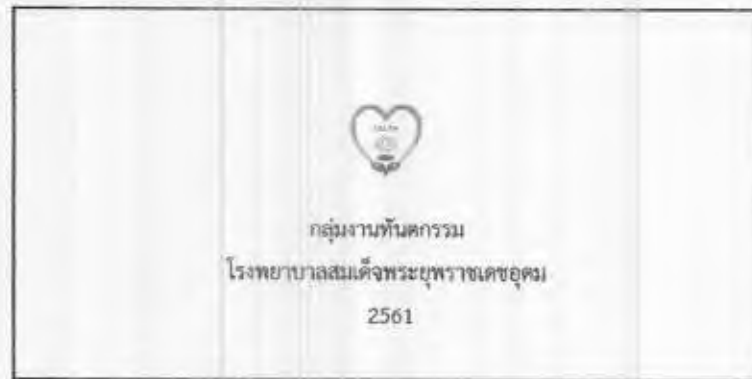 กลุ่มงานทันตกรรม
โรงพยาบาลสมเด็จพระยุพราชเดชอุดม
2561